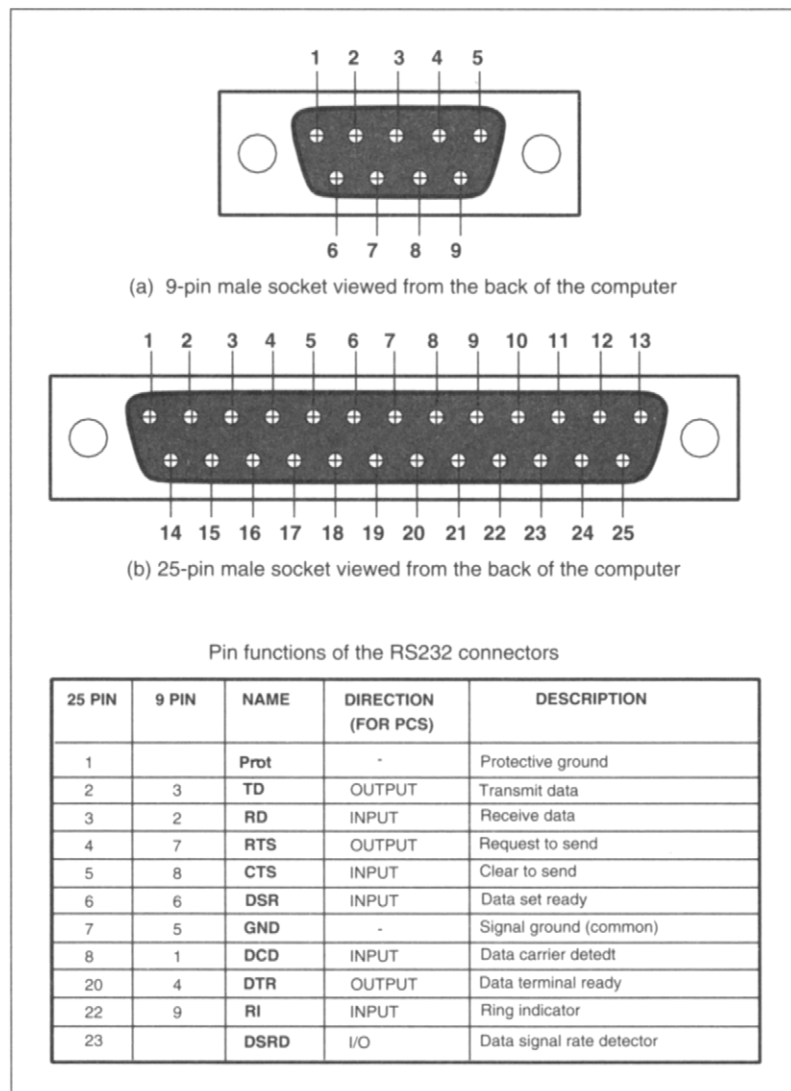 1 2 3 4 5
6 7 8 9
(a) 9-pin male socket viewed from the back of the computer
1 2 3 4 5 6 7 8 9 10 11 12 13
14 15 16 17 18 19 20 21 22 23 24 25
(b) 25-pin male socket viewed from the back of the computer
Pin functions of the RS232 connectors
25 PIN 9 PIN NAME DIRECTION DESCRIPTION
(FOR PCS)
1 Prot - Protective ground
2 3 TD OUTPUT Transmit data
3 2 RD INPUT Receive data
4 7 RTS OUTPUT Request to send
5 8 CTS INPUT Clear to send
6 6 DSR INPUT Data set ready
7 5 GND - Signal ground (common)
8 1 DCD INPUT Data carrier detedt
20 4 DTR OUTPUT Data terminal ready
22 9 RI INPUT Ring indicator
23 DSRD I/O Data signal rate detector